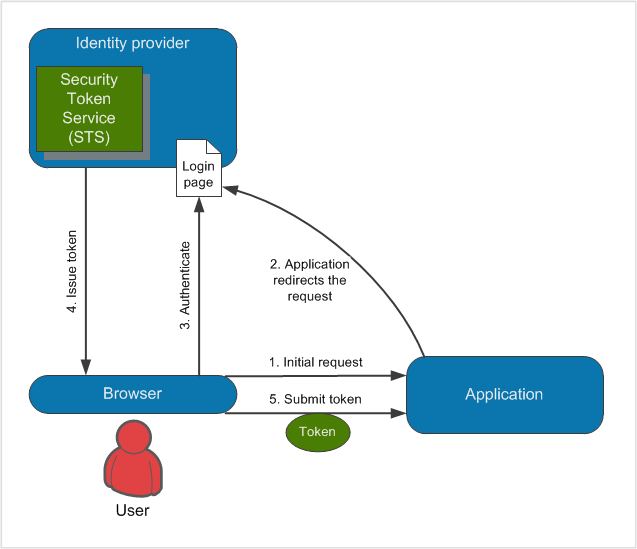 Identity provider
Security
Token
Service
(STS)
Login
page
4. Issue token
3. Authenticate
2. Application
redirects the
request
1. Initial request
Browser
5. Submit token
Application
Token
User